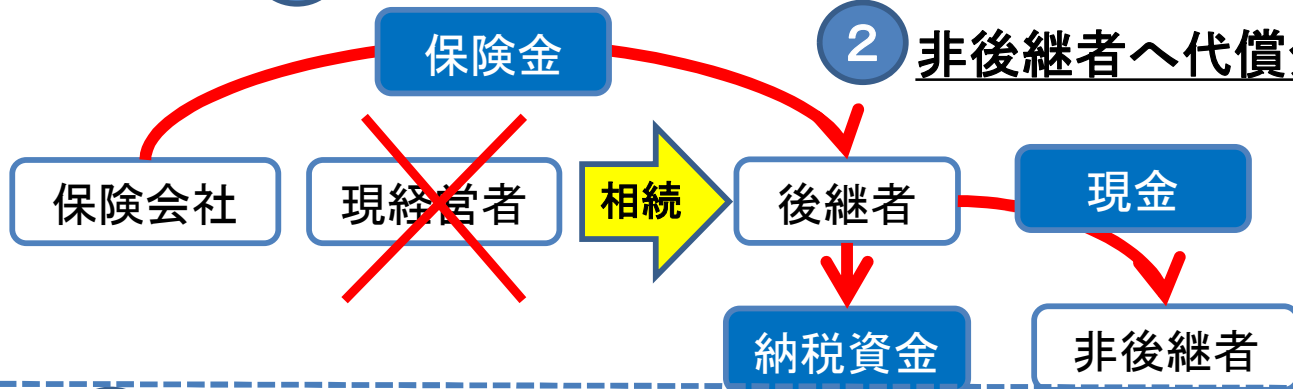 保険金
2 非後継者へ代償
保険会社
現経営者
相続
後継者
現金
納税資金
非後継者